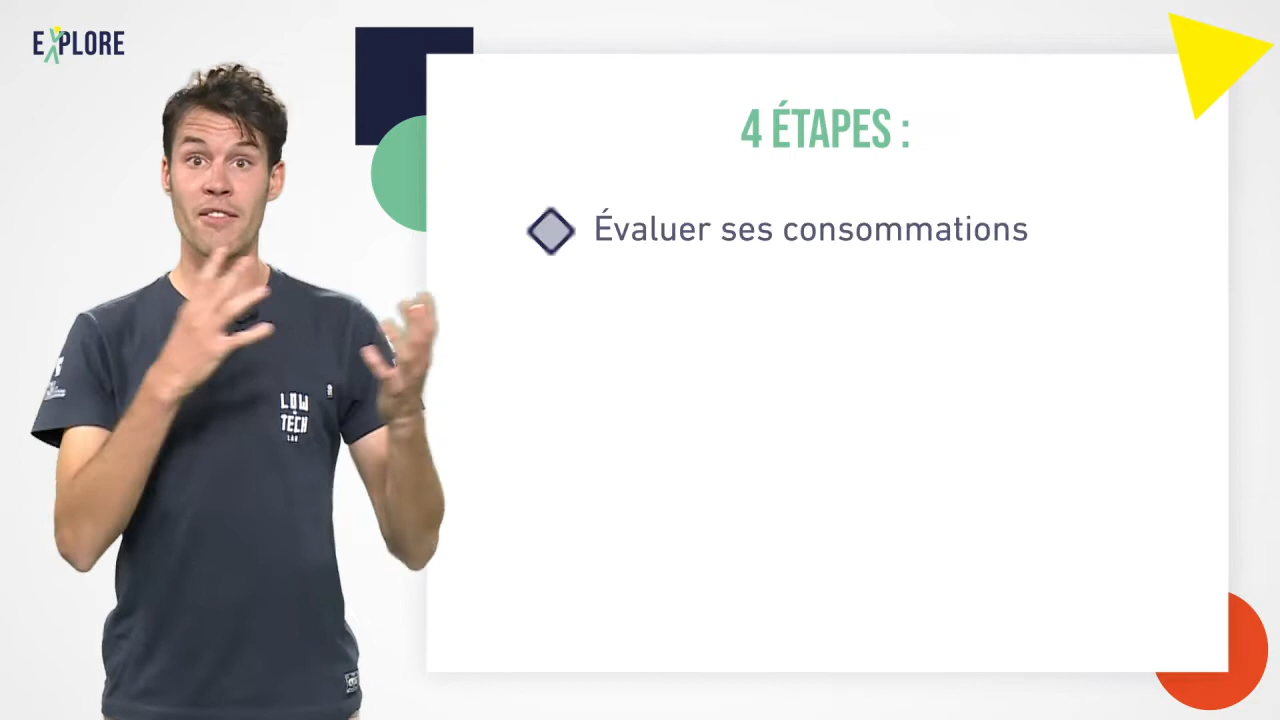 EXPLORE
4 ÉTAPES :
Évaluer ses consommations
LOW
TECH
LAB